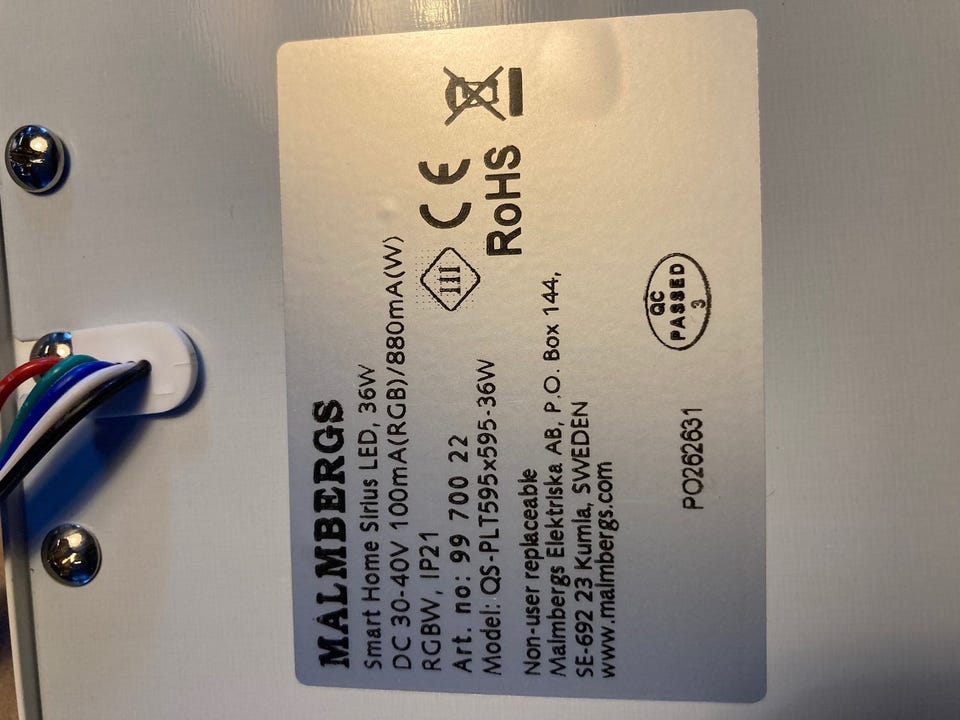 MALMBERGS
Smart Home Sirius LED, 36W
DC 30-40V 100mA(RGB)/880mA(W)
RGBW, IP21
Art. no: 99 700 22
Model: QS-PLT595x595-36W
III
CE
RoHS
Non-user replaceable
Malmbergs Elektriska AB, P.O. Box 144,
SE-692 23 Kumla, SWEDEN
www.malmbergs.com
QC
PASSED
3
PO262631